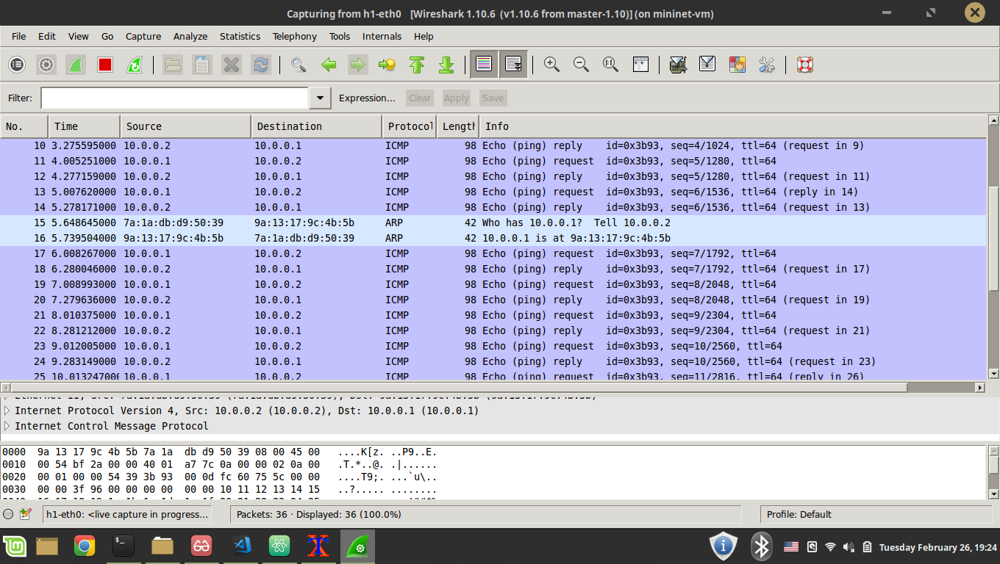 Capturing from h1-eth0   [Wireshark 1.10.6  (v1.10.6 from master-1.10)] (on mininet-vm)
File Edit View Go Capture Analyze Statistics Telephony Tools Internals Help
Filter: Expression... Clear Apply Save
No. Time Source Destination Protocol Length Info
10 3.275595000 10.0.0.2 10.0.0.1 ICMP 98 Echo (ping) reply    id=0x3b93, seq=4/1024, ttl=64 (request in 9)
11 4.005251000 10.0.0.1 10.0.0.2 ICMP 98 Echo (ping) request  id=0x3b93, seq=5/1280, ttl=64
12 4.277159000 10.0.0.2 10.0.0.1 ICMP 98 Echo (ping) reply    id=0x3b93, seq=5/1280, ttl=64 (request in 11)
13 5.007620000 10.0.0.1 10.0.0.2 ICMP 98 Echo (ping) request  id=0x3b93, seq=6/1536, ttl=64 (reply in 14)
14 5.278171000 10.0.0.2 10.0.0.1 ICMP 98 Echo (ping) reply    id=0x3b93, seq=6/1536, ttl=64 (request in 13)
15 5.648645000 7a:1a:db:d9:50:39 9a:13:17:9c:4b:5b ARP 42 Who has 10.0.0.1?  Tell 10.0.0.2
16 5.739504000 9a:13:17:9c:4b:5b 7a:1a:db:d9:50:39 ARP 42 10.0.0.1 is at 9a:13:17:9c:4b:5b
17 6.008267000 10.0.0.1 10.0.0.2 ICMP 98 Echo (ping) request  id=0x3b93, seq=7/1792, ttl=64
18 6.280046000 10.0.0.2 10.0.0.1 ICMP 98 Echo (ping) reply    id=0x3b93, seq=7/1792, ttl=64 (request in 17)
19 7.008993000 10.0.0.1 10.0.0.2 ICMP 98 Echo (ping) request  id=0x3b93, seq=8/2048, ttl=64
20 7.279636000 10.0.0.2 10.0.0.1 ICMP 98 Echo (ping) reply    id=0x3b93, seq=8/2048, ttl=64 (request in 19)
21 8.010375000 10.0.0.1 10.0.0.2 ICMP 98 Echo (ping) request  id=0x3b93, seq=9/2304, ttl=64
22 8.281212000 10.0.0.2 10.0.0.1 ICMP 98 Echo (ping) reply    id=0x3b93, seq=9/2304, ttl=64 (request in 21)
23 9.012005000 10.0.0.1 10.0.0.2 ICMP 98 Echo (ping) request  id=0x3b93, seq=10/2560, ttl=64
24 9.283149000 10.0.0.2 10.0.0.1 ICMP 98 Echo (ping) reply    id=0x3b93, seq=10/2560, ttl=64 (request in 23)
25 10.013247000 10.0.0.1 10.0.0.2 ICMP 98 Echo (ping) request  id=0x3b93, seq=11/2816, ttl=64 (reply in 26)
Internet Protocol Version 4, Src: 10.0.0.2 (10.0.0.2), Dst: 10.0.0.1 (10.0.0.1)
Internet Control Message Protocol
0000  9a 13 17 9c 4b 5b 7a 1a  db d9 50 39 08 00 45 00   ....K[z. ..P9..E.
0010  00 54 bf 2a 00 00 40 01  a7 7c 0a 00 00 02 0a 00   .T.*..@. .|......
0020  00 01 00 00 54 39 3b 93  00 0d fc 60 75 5c 00 00   ....T9;. ...`u\..
0030  00 00 3f 96 00 00 00 00  00 00 10 11 12 13 14 15   ..?..... ........
h1-eth0: <live capture in progress... Packets: 36 · Displayed: 36 (100.0%) Profile: Default
Tuesday February 26, 19:24